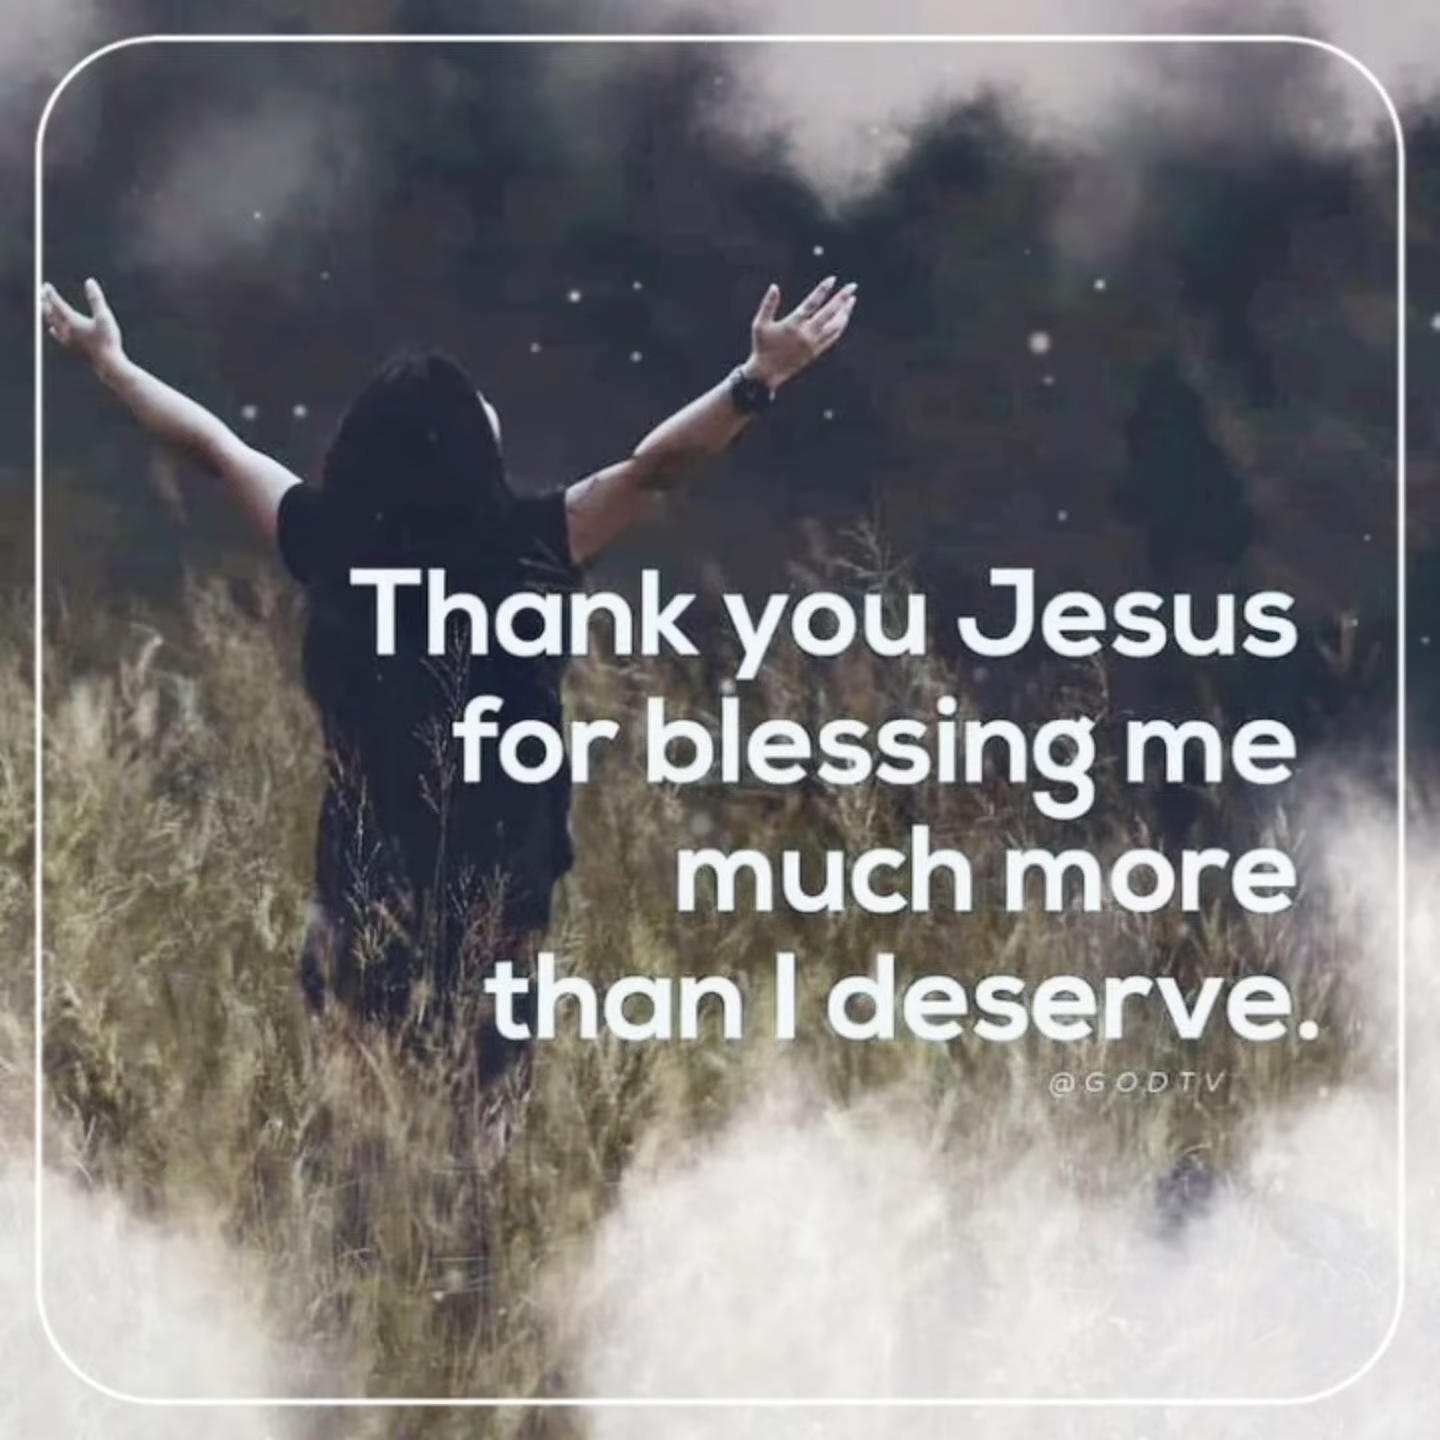 Thank you Jesus
for blessing me
much more
than I deserve.
@GODTV